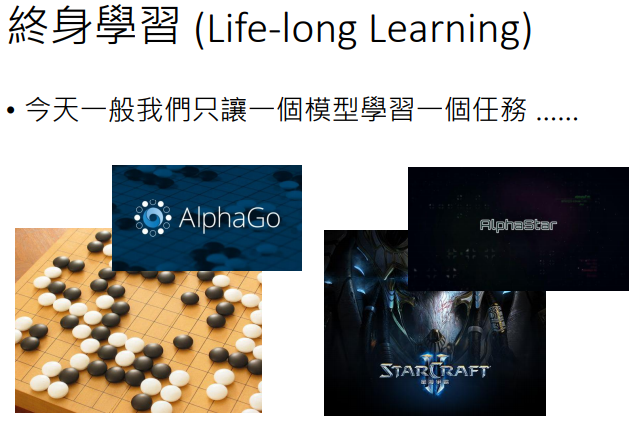 終身學習 (Life-long Learning)
• 今天一般我們只讓一個模型學習一個任務 ......
AlphaGo
AlphaStar
STARCRAFT
II